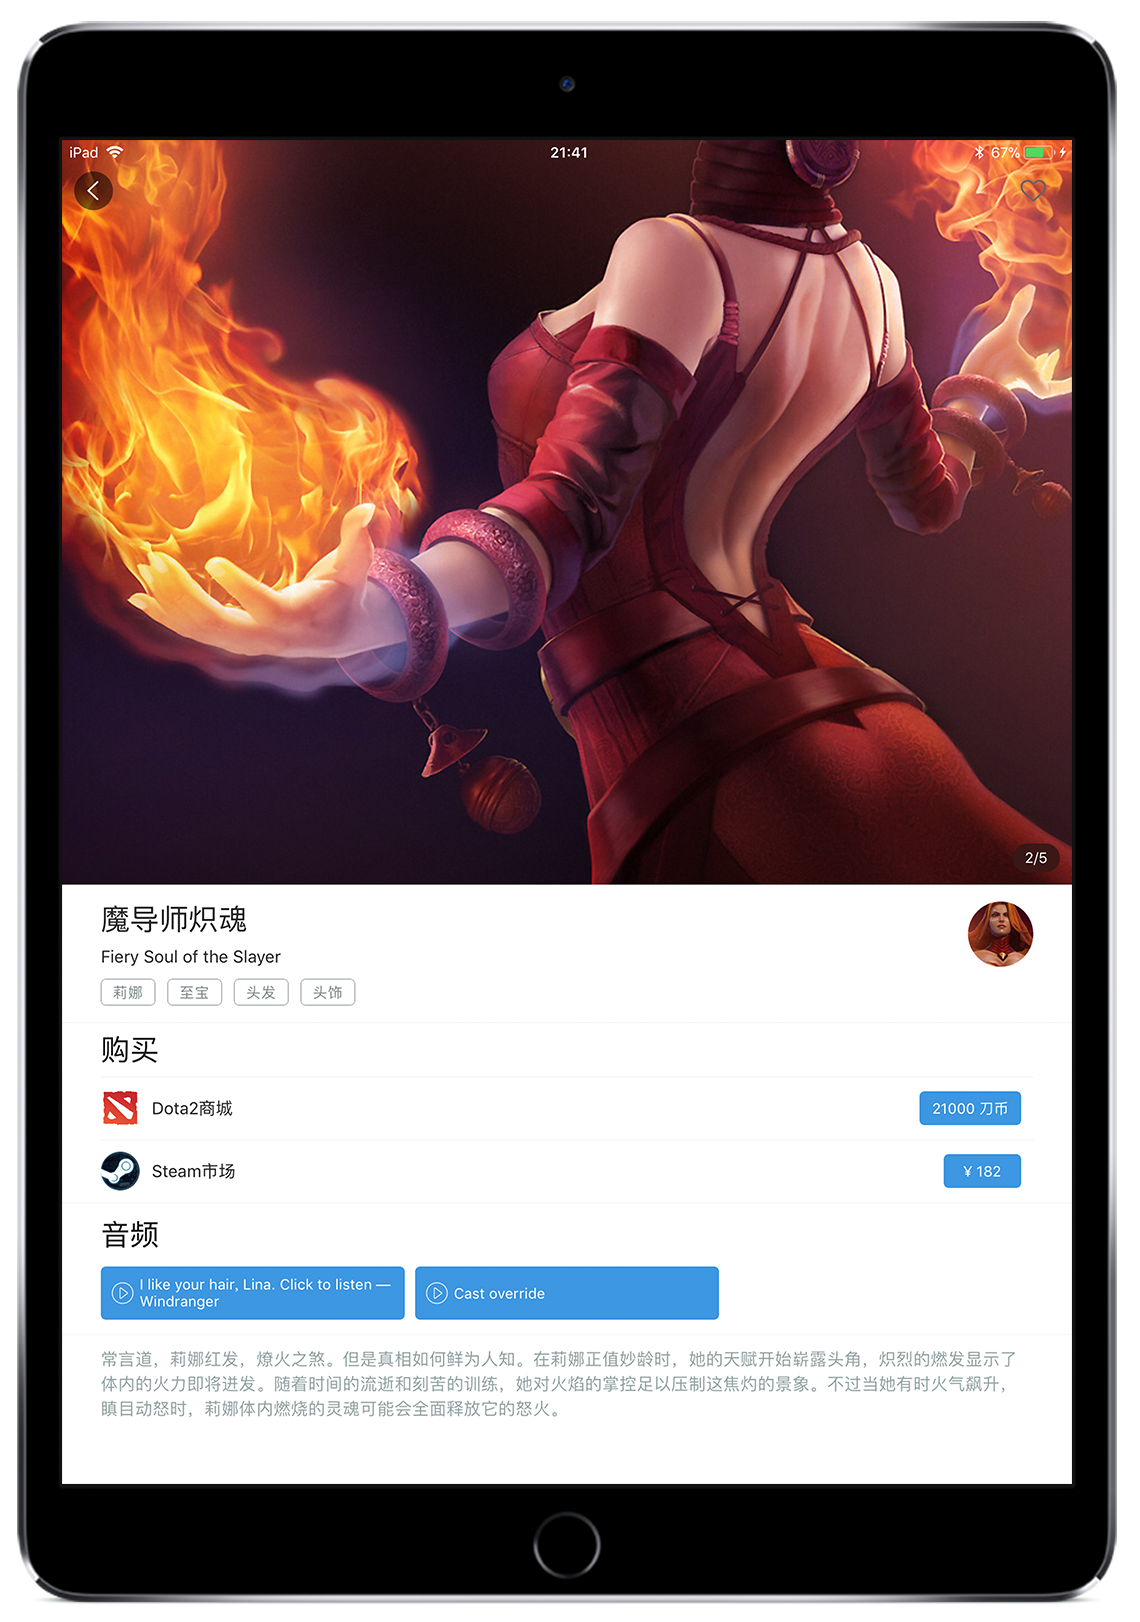 iPad 21:41 67%
2/5
魔导师炽魂
Fiery Soul of the Slayer
莉娜 至宝 头发 头饰
购买
Dota2商城 21000 刀币
Steam市场 ¥ 182
音频
I like your hair, Lina. Click to listen —
Windranger
Cast override
常言道，莉娜红发，燎火之煞。但是真相如何鲜为人知。在莉娜正值妙龄时，她的天赋开始崭露头角，炽烈的燃发显示了
体内的火力即将迸发。随着时间的流逝和刻苦的训练，她对火焰的掌控足以压制这焦灼的景象。不过当她有时火气飙升，
瞋目动怒时，莉娜体内燃烧的灵魂可能会全面释放它的怒火。